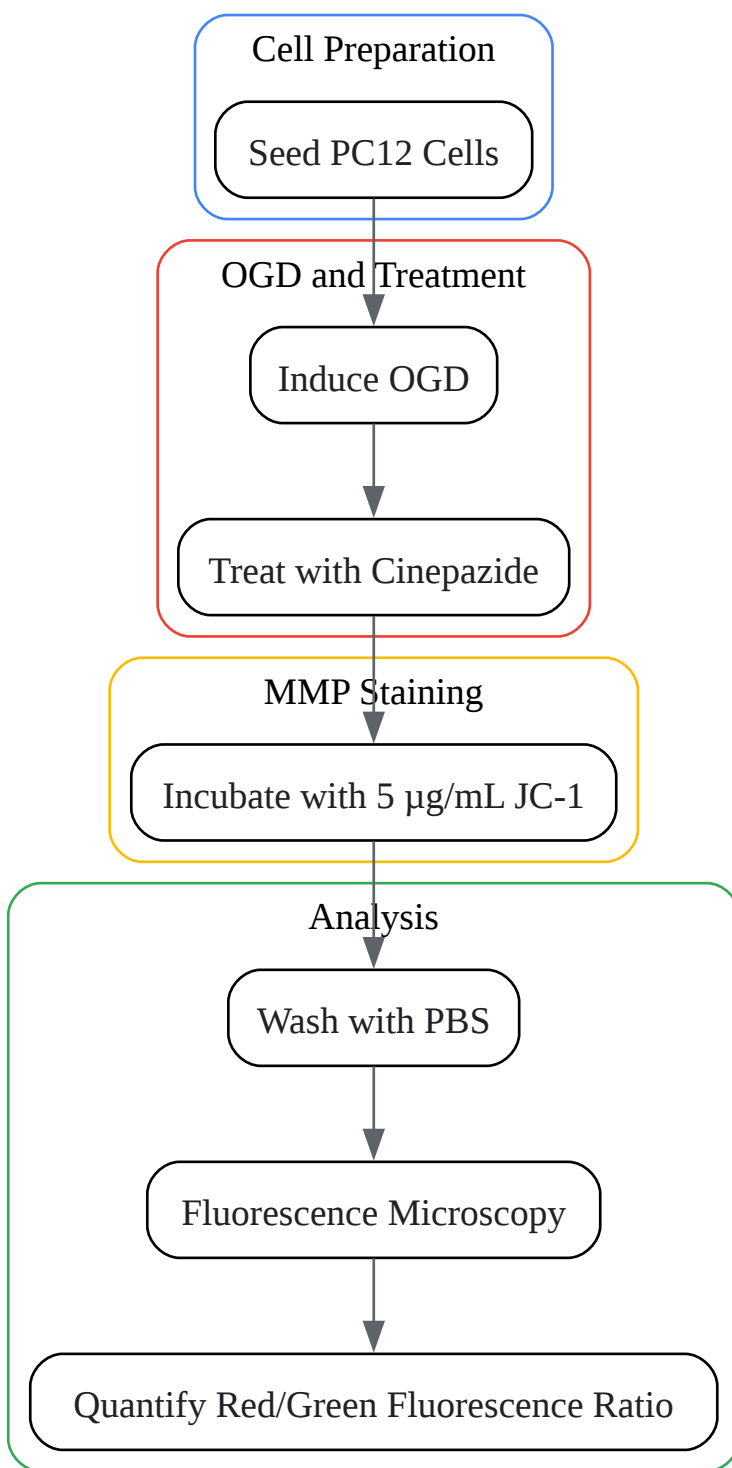 Cell Preparation
Seed PC12 Cells
OGD and Treatment
Induce OGD
Treat with Cinepazide
MMP Staining
Incubate with 5 µg/mL JC-1
Analysis
Wash with PBS
Fluorescence Microscopy
Quantify Red/Green Fluorescence Ratio